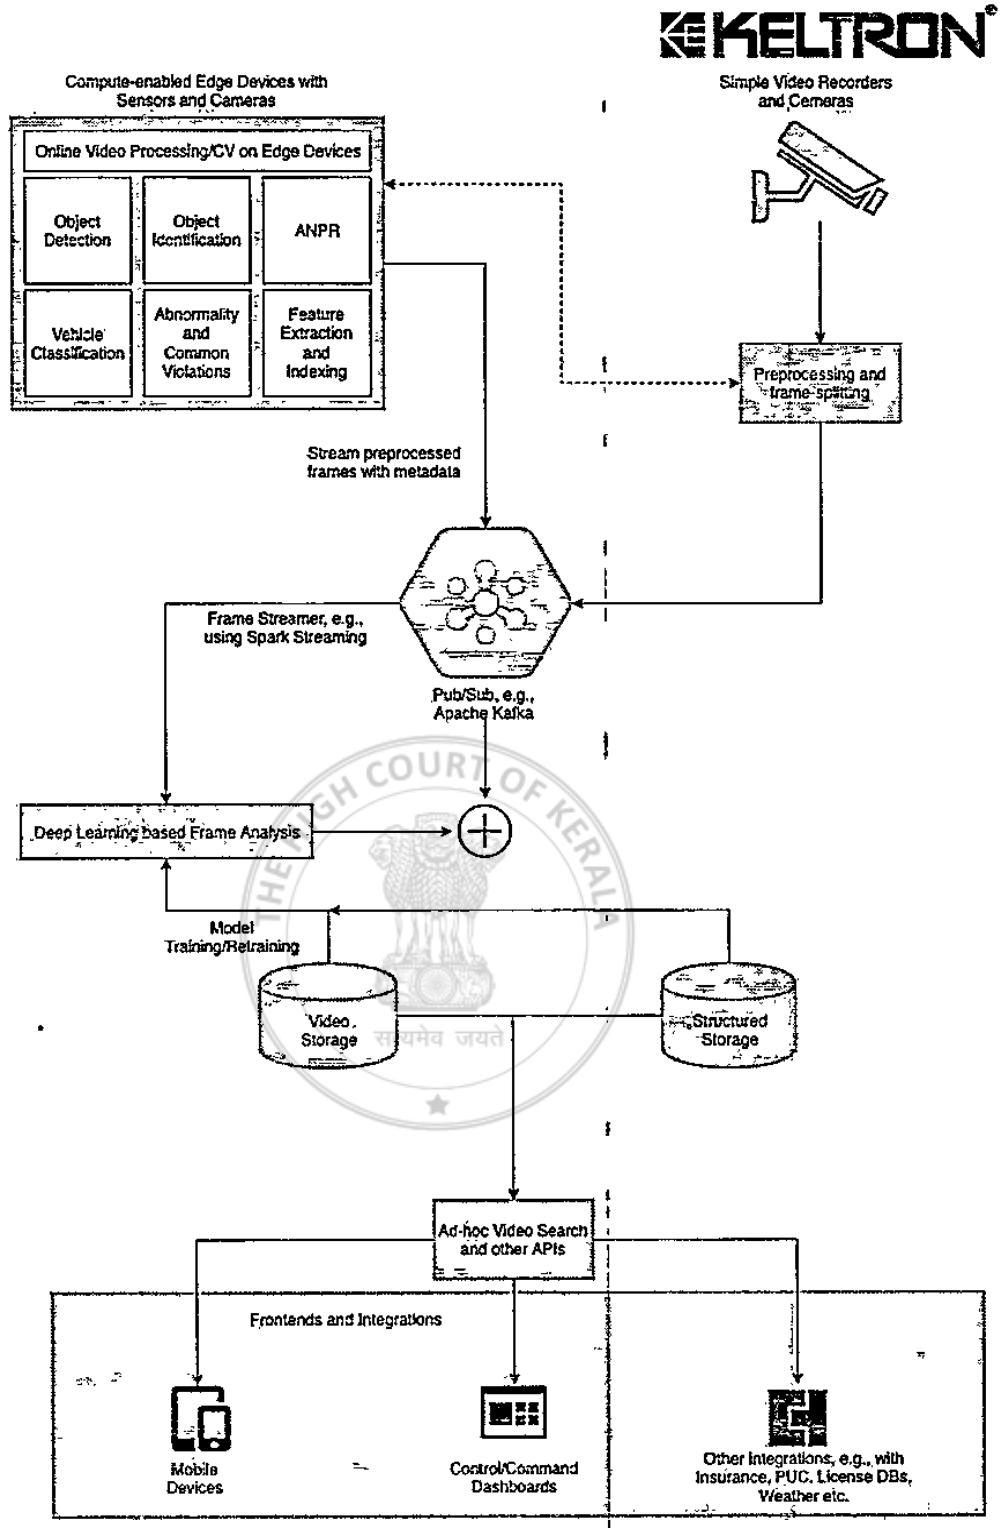 KELTRON®
Compute-enabled Edge Devices with
Sensors and Cameras
Simple Video Recorders
and Cameras
Online Video Processing/CV on Edge Devices
Object
Detection
Object
Identification
ANPR
Vehicle
Classification
Abnormality
and
Common
Violations
Feature
Extraction
and
Indexing
Preprocessing and
frame-splitting
Stream preprocessed
frames with metadata
Frame Streamer, e.g.,
using Spark Streaming
Pub/Sub, e.g.,
Apache Kafka
THE HIGH COURT OF KERALA
Deep Learning based Frame Analysis
Model
Training/Retraining
Video
Storage
सत्यमेव जयते
Structured
Storage
Ad-hoc Video Search
and other APIs
Frontends and Integrations
Mobile
Devices
Control/Command
Dashboards
Other Integrations, e.g., with
Insurance, PUC, License DBs,
Weather etc.